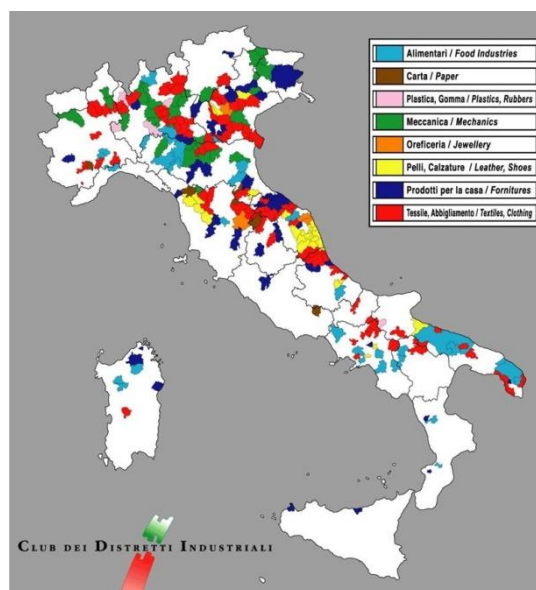 Alimentari / Food Industries
Carta / Paper
Plastica, Gomma / Plastics, Rubbers
Meccanica / Mechanics
Oreficeria / Jewellery
Pelli, Calzature / Leather, Shoes
Prodotti per la casa / Fornitures
Tessile, Abbigliamento / Textiles, Clothing
CLUB DEI DISTRETTI INDUSTRIALI